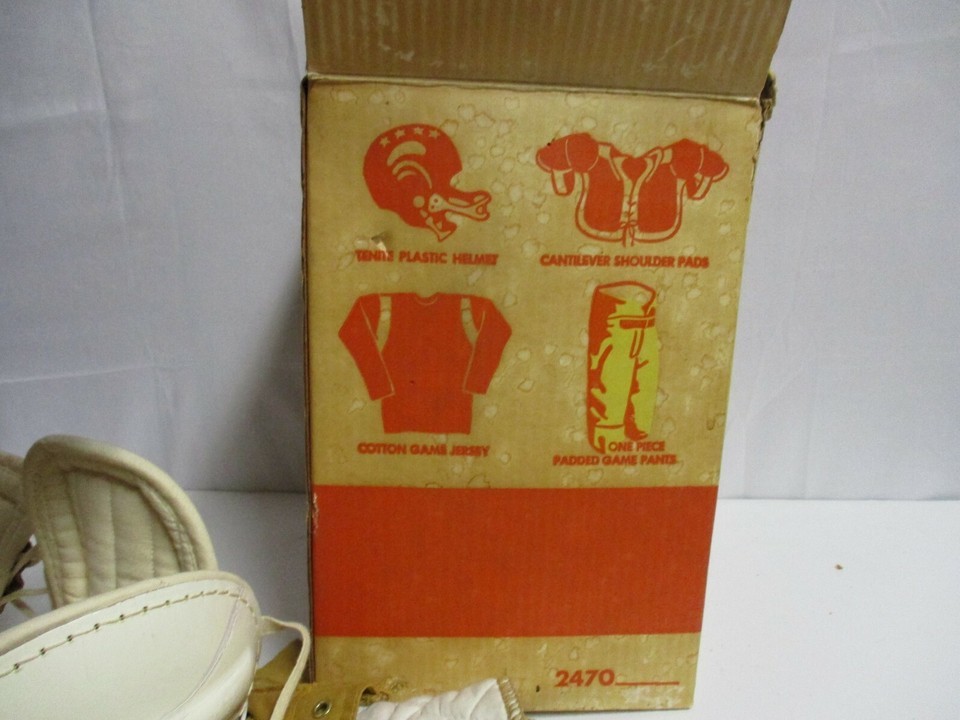 TENITE PLASTIC HELMET
CANTILEVER SHOULDER PADS
COTTON GAME JERSEY
ONE PIECE
PADDED GAME PANTS
2470